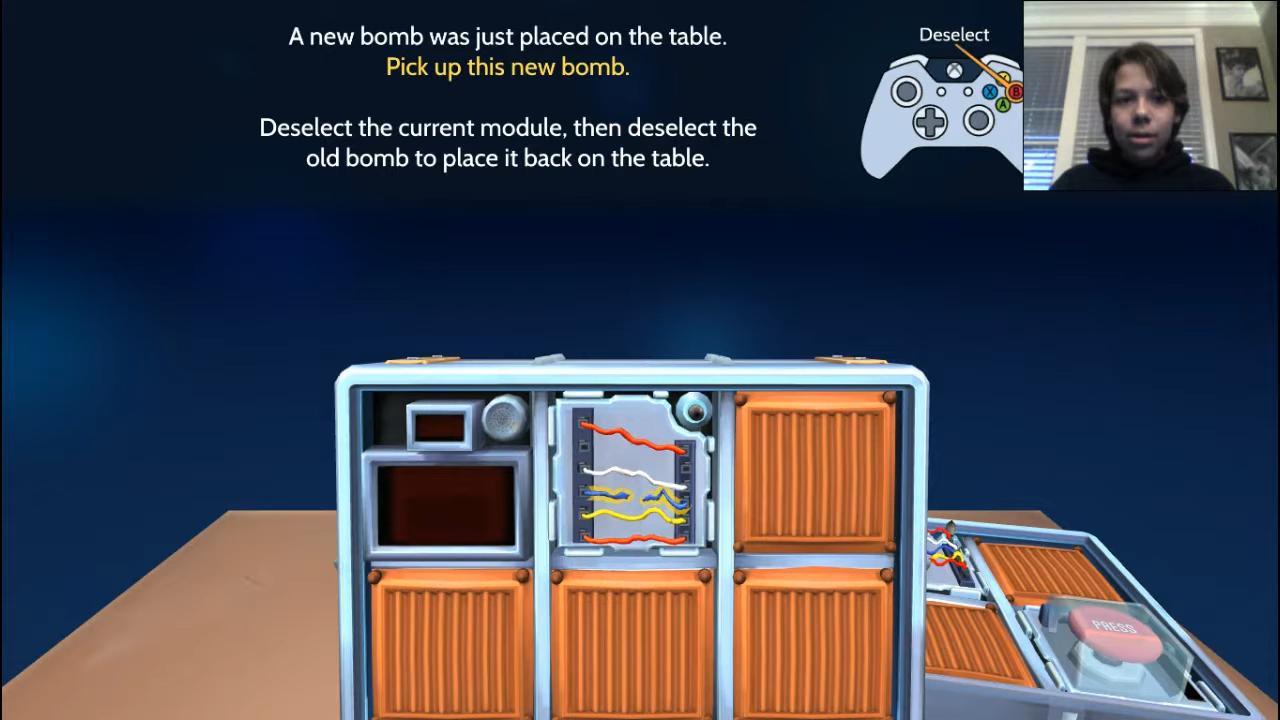 A new bomb was just placed on the table.
Pick up this new bomb.
Deselect the current module, then deselect the
old bomb to place it back on the table.
Deselect
X
B
A
PRESS